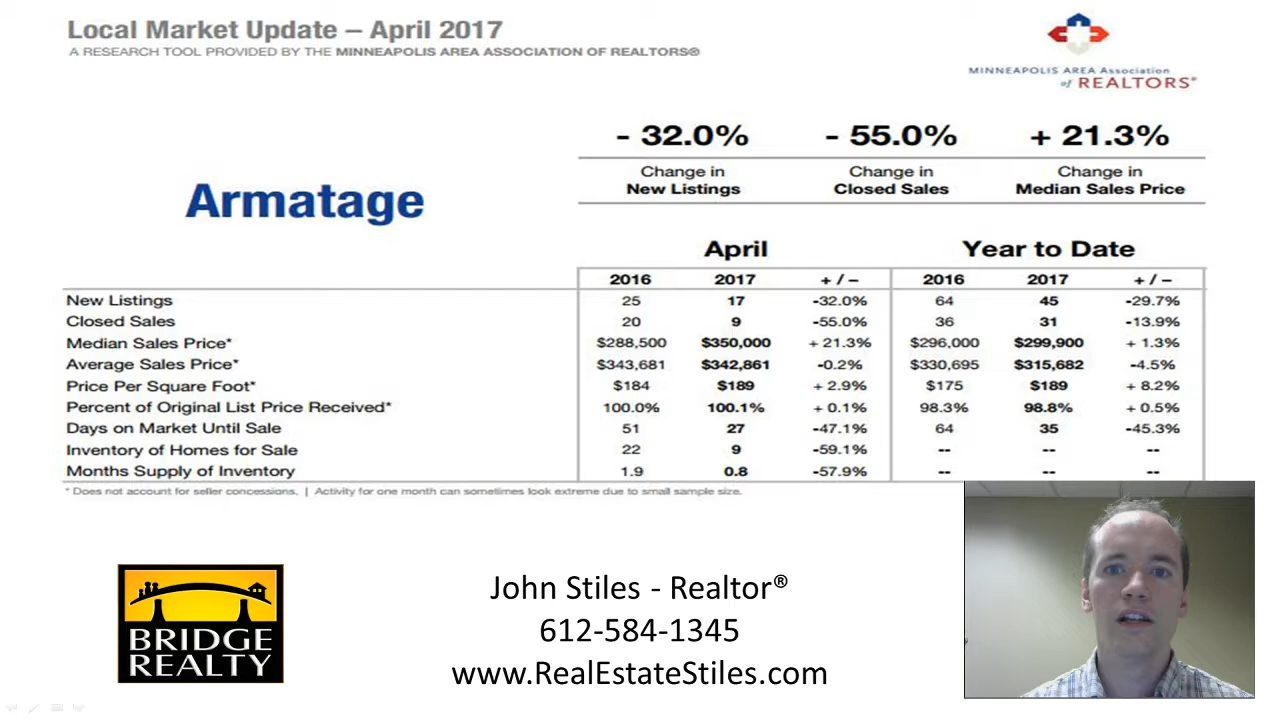 Local Market Update – April 2017
A RESEARCH TOOL PROVIDED BY THE MINNEAPOLIS AREA ASSOCIATION OF REALTORS®
MINNEAPOLIS AREA Association
of REALTORS®
- 32.0% - 55.0% + 21.3%
Change in Change in Change in
New Listings Closed Sales Median Sales Price
Armatage
April Year to Date
2016 2017 + / – 2016 2017 + / –
New Listings 25 17 -32.0% 64 45 -29.7%
Closed Sales 20 9 -55.0% 36 31 -13.9%
Median Sales Price* $288,500 $350,000 + 21.3% $296,000 $299,900 + 1.3%
Average Sales Price* $343,681 $342,861 -0.2% $330,695 $315,682 -4.5%
Price Per Square Foot* $184 $189 + 2.9% $175 $189 + 8.2%
Percent of Original List Price Received* 100.0% 100.1% + 0.1% 98.3% 98.8% + 0.5%
Days on Market Until Sale 51 27 -47.1% 64 35 -45.3%
Inventory of Homes for Sale 22 9 -59.1% -- -- --
Months Supply of Inventory 1.9 0.8 -57.9% -- -- --
* Does not account for seller concessions. | Activity for one month can sometimes look extreme due to small sample size.
BRIDGE
REALTY
John Stiles - Realtor®
612-584-1345
www.RealEstateStiles.com